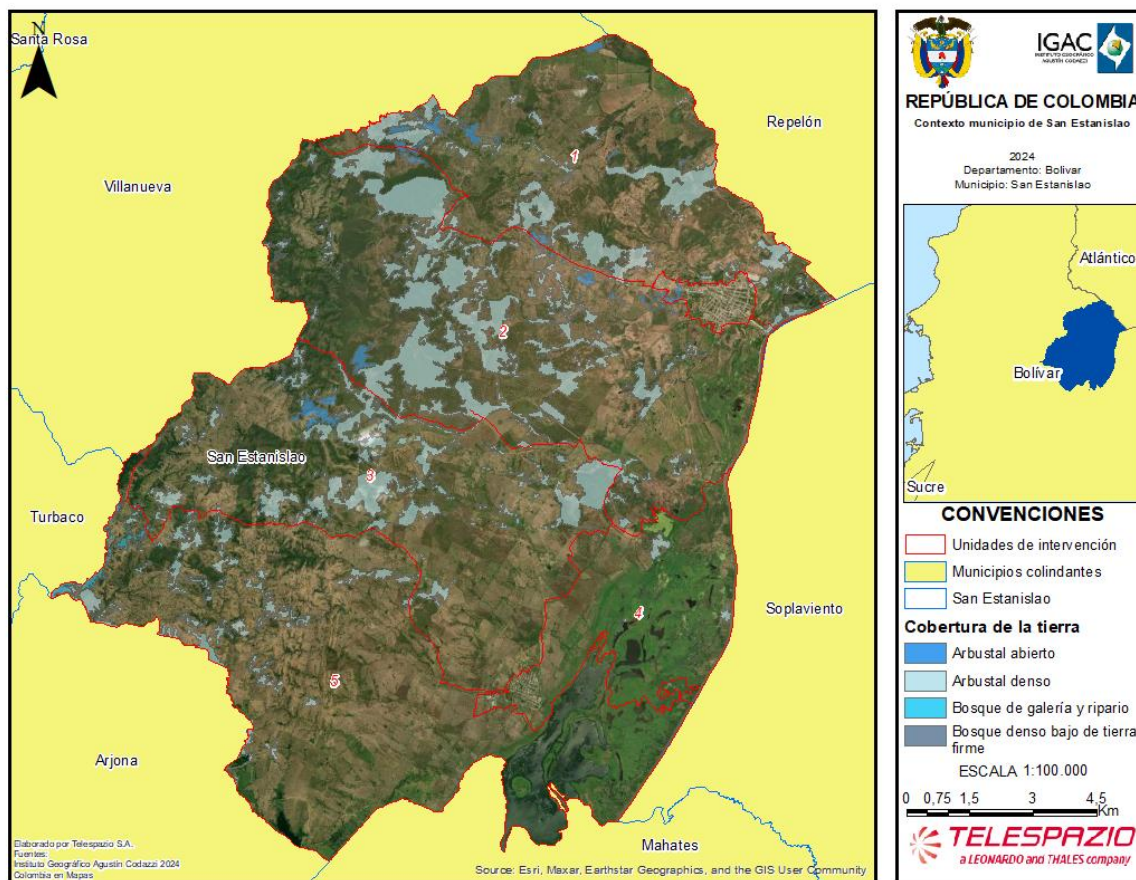 N
Santa Rosa
Repelón
Villanueva
1
2
San Estanislao
3
Turbaco
Soplaviento
4
5
Arjona
Mahates
Elaborado por Telespazio S.A.
Fuentes:
Instituto Geográfico Agustín Codazzi 2024
Colombia en Mapas
Source: Esri, Maxar, Earthstar Geographics, and the GIS User Community
IGAC
INSTITUTO GEOGRÁFICO
AGUSTÍN CODAZZI
REPÚBLICA DE COLOMBIA
Contexto municipio de San Estanislao
2024
Departamento: Bolivar
Municipio: San Estanislao
Atlántico
Bolívar
Sucre
CONVENCIONES
Unidades de intervención
Municipios colindantes
San Estanislao
Cobertura de la tierra
Arbustal abierto
Arbustal denso
Bosque de galería y ripario
Bosque denso bajo de tierra
firme
ESCALA 1:100.000
0 0,75 1,5 3 4,5
Km
TELESPAZIO
a LEONARDO and THALES company